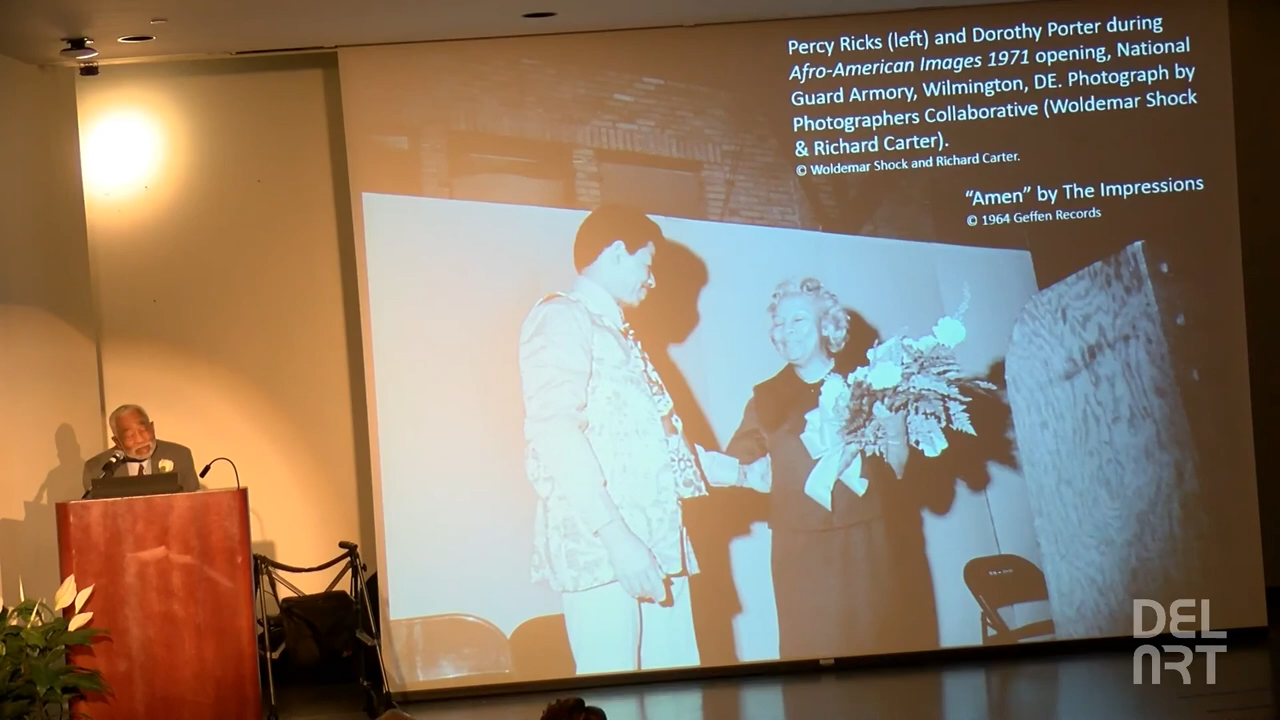 Percy Ricks (left) and Dorothy Porter during
Afro-American Images 1971 opening, National
Guard Armory, Wilmington, DE. Photograph by
Photographers Collaborative (Woldemar Shock
& Richard Carter).
© Woldemar Shock and Richard Carter.
“Amen” by The Impressions
© 1964 Geffen Records
DEL
ART